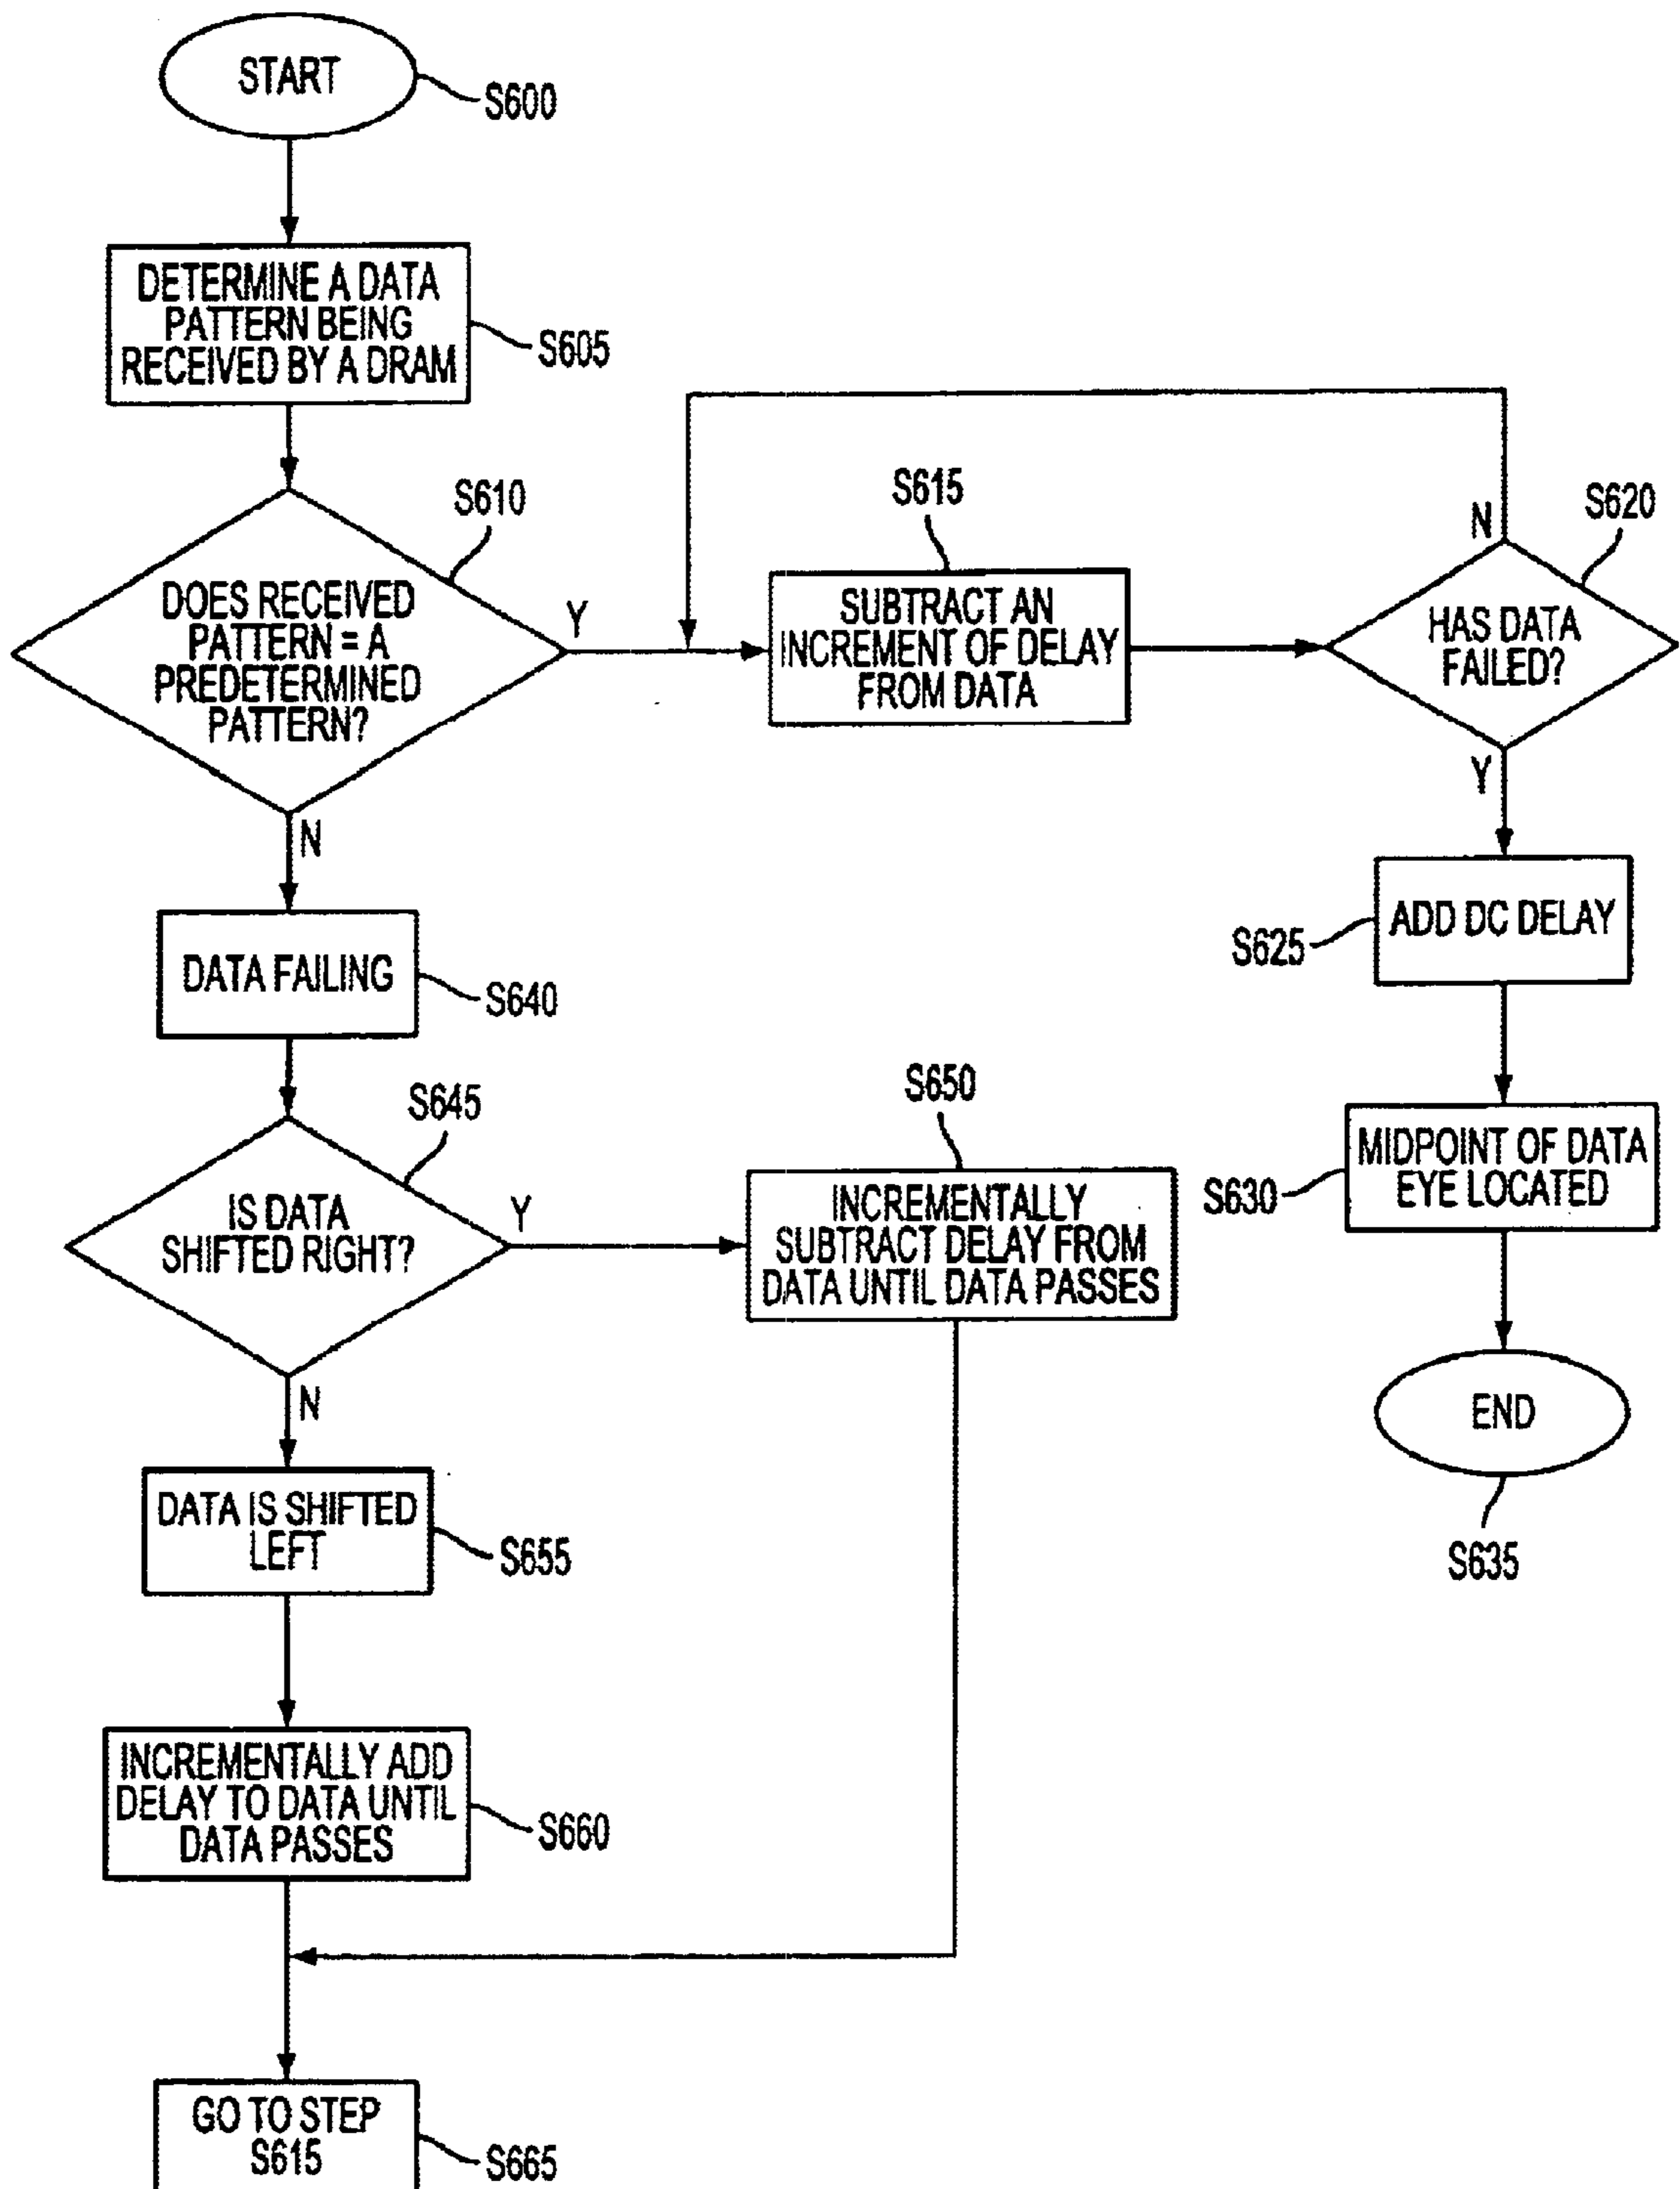 START
S600
DETERMINE A DATA
PATTERN BEING
RECEIVED BY A DRAM
S605
S610
DOES RECEIVED
PATTERN = A
PREDETERMINED
PATTERN?
Y
N
S615
SUBTRACT AN
INCREMENT OF DELAY
FROM DATA
S620
N
HAS DATA
FAILED?
Y
ADD DC DELAY
S625
MIDPOINT OF DATA
EYE LOCATED
S630
END
S635
DATA FAILING
S640
S645
IS DATA
SHIFTED RIGHT?
Y
N
S650
INCREMENTALLY
SUBTRACT DELAY FROM
DATA UNTIL DATA PASSES
DATA IS SHIFTED
LEFT
S655
INCREMENTALLY ADD
DELAY TO DATA UNTIL
DATA PASSES
S660
GO TO STEP
S615
S665